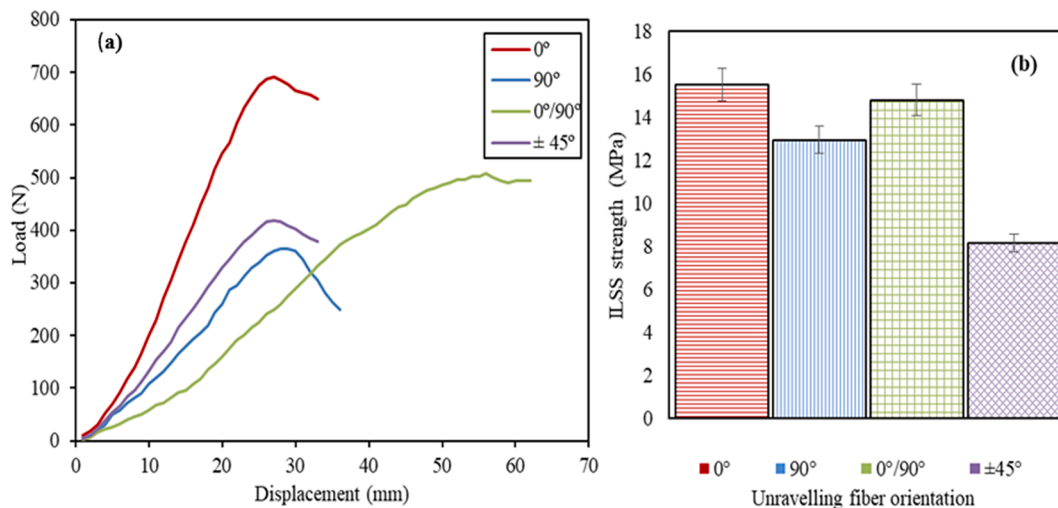 (a)
800
700
600
500
400
300
200
100
0
Load (N)
0 10 20 30 40 50 60 70
Displacement (mm)
0°
90°
0°/90°
± 45°
(b)
18
16
14
12
10
8
6
4
2
0
ILSS strength (MPa)
0° 90° 0°/90° ±45°
Unravelling fiber orientation